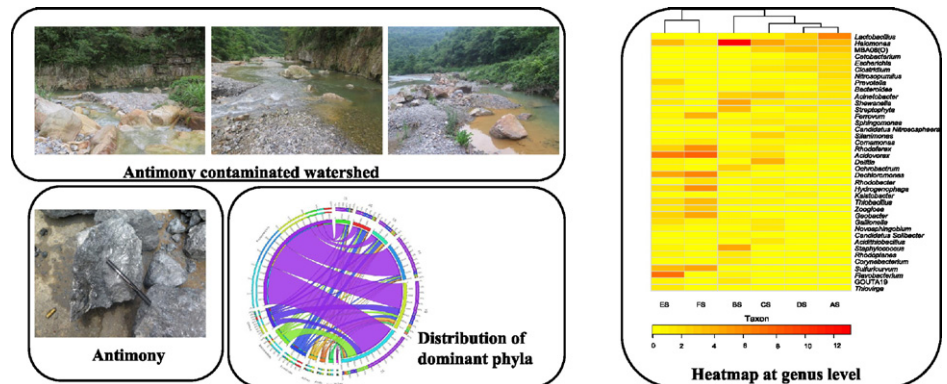 Antimony contaminated watershed
Antimony
Distribution of
dominant phyla
Lactobacillus
Halomonas
MBA08(O)
Cetobacterium
Escherichia
Clostridium
Nitrosopumilus
Prevotella
Bacteroides
Acinetobacter
Shewanella
Streptophyta
Ferrovum
Sphingomonas
Candidatus Nitrososphaera
Silanimonas
Comamonas
Rhodoferax
Acidovorax
Delftia
Ochrobactrum
Dechloromonas
Rhodobacter
Hydrogenophaga
Kaistobacter
Thiobacillus
Zoogloea
Geobacter
Gallionella
Novosphingobium
Candidatus Solibacter
Acidithiobacillus
Staphylococcus
Rhodoplanes
Corynebacterium
Sulfuricurvum
Flavobacterium
GOUTA19
Thiovirga
ES FS BS CS DS AS
Taxon
0 2 4 6 8 10 12
Heatmap at genus level